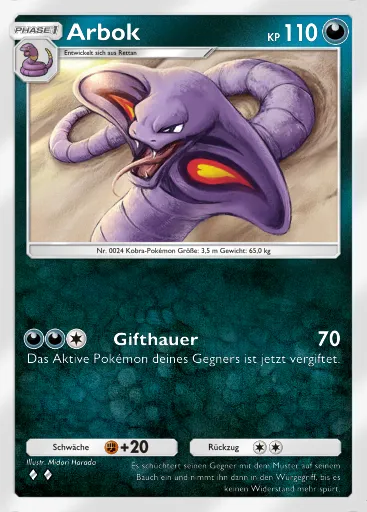 PHASE 1
Arbok
KP 110
Entwickelt sich aus Rettan
Nr. 0024 Kobra-Pokémon Größe: 3,5 m Gewicht: 65,0 kg
Gifthauer 70
Das Aktive Pokémon deines Gegners ist jetzt vergiftet.
Schwäche +20 Rückzug
Illustr. Midori Harada
Es schüchtert seinen Gegner mit dem Muster auf seinem
Bauch ein und nimmt ihn dann in den Würgegriff, bis es
keinen Widerstand mehr spürt.